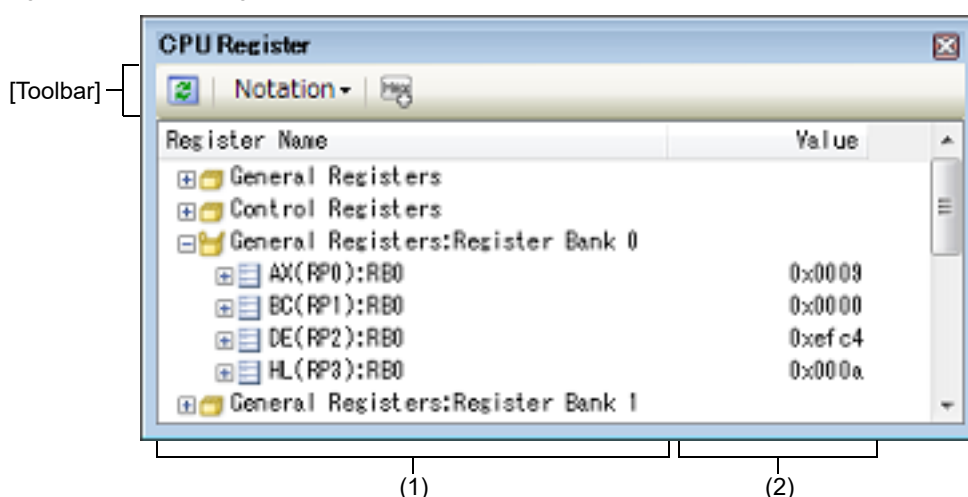 CPU Register
[Toolbar]
Notation
Hex
Register Name Value
General Registers
Control Registers
General Registers:Register Bank 0
AX(RP0):RB0 0x0009
BC(RP1):RB0 0x0000
DE(RP2):RB0 0xefc4
HL(RP3):RB0 0x000a
General Registers:Register Bank 1
(1) (2)